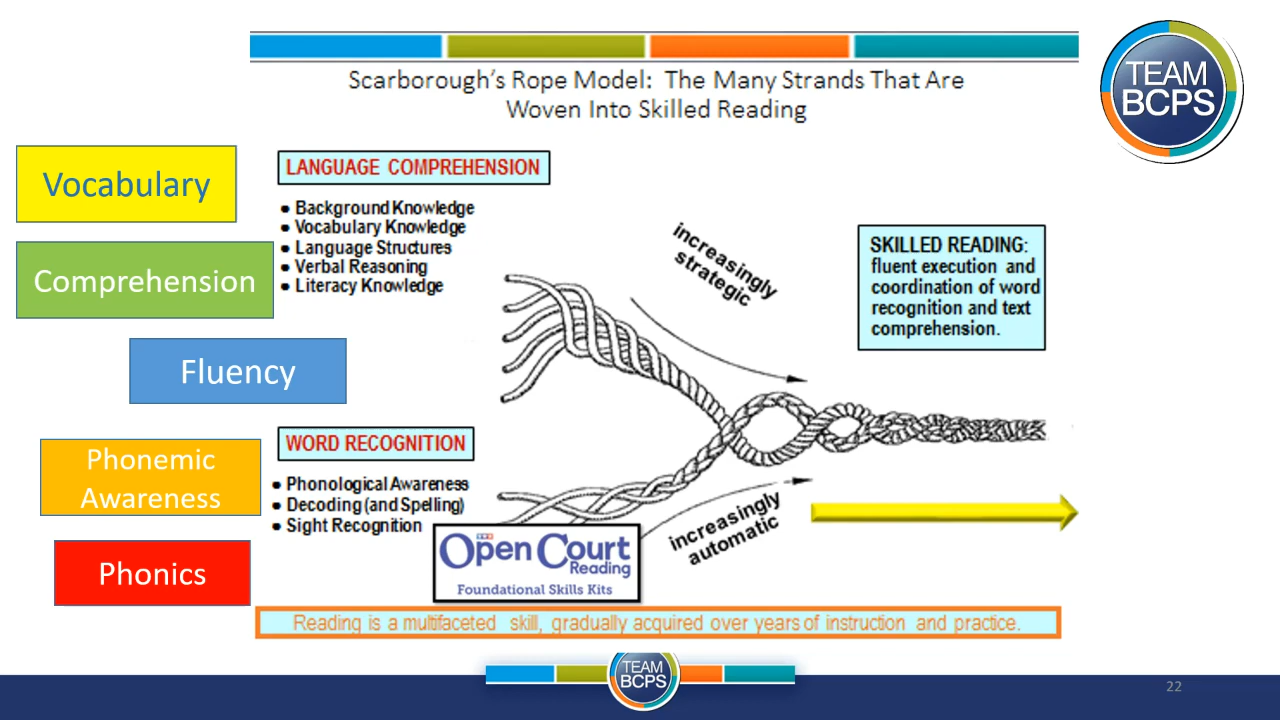 Scarborough's Rope Model: The Many Strands That Are
Woven Into Skilled Reading
TEAM
BCPS
Vocabulary
Comprehension
Fluency
Phonemic
Awareness
Phonics
LANGUAGE COMPREHENSION
• Background Knowledge
• Vocabulary Knowledge
• Language Structures
• Verbal Reasoning
• Literacy Knowledge
WORD RECOGNITION
• Phonological Awareness
• Decoding (and Spelling)
• Sight Recognition
Open Court
Reading
Foundational Skills Kits
increasingly
strategic
increasingly
automatic
SKILLED READING:
fluent execution and
coordination of word
recognition and text
comprehension.
Reading is a multifaceted skill, gradually acquired over years of instruction and practice.
TEAM
BCPS
22